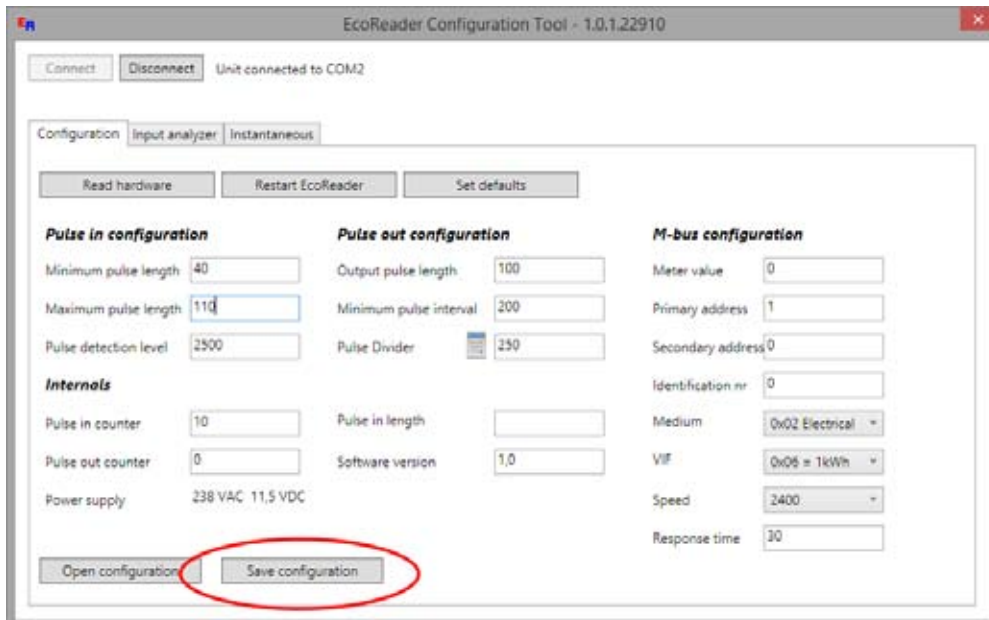 ER EcoReader Configuration Tool - 1.0.1.22910
Connect Disconnect Unit connected to COM2
Configuration Input analyzer Instantaneous
Read hardware Restart EcoReader Set defaults
Pulse in configuration Pulse out configuration M-bus configuration
Minimum pulse length 40 Output pulse length 100 Meter value 0
Maximum pulse length 110 Minimum pulse interval 200 Primary address 1
Pulse detection level 2500 Pulse Divider 250 Secondary address 0
Internals Identification nr 0
Pulse in counter 10 Pulse in length Medium 0x02 Electrical
Pulse out counter 0 Software version 1,0 VIF 0x06 = 1kWh
Power supply 238 VAC 11,5 VDC Speed 2400
Response time 30
Open configuration Save configuration